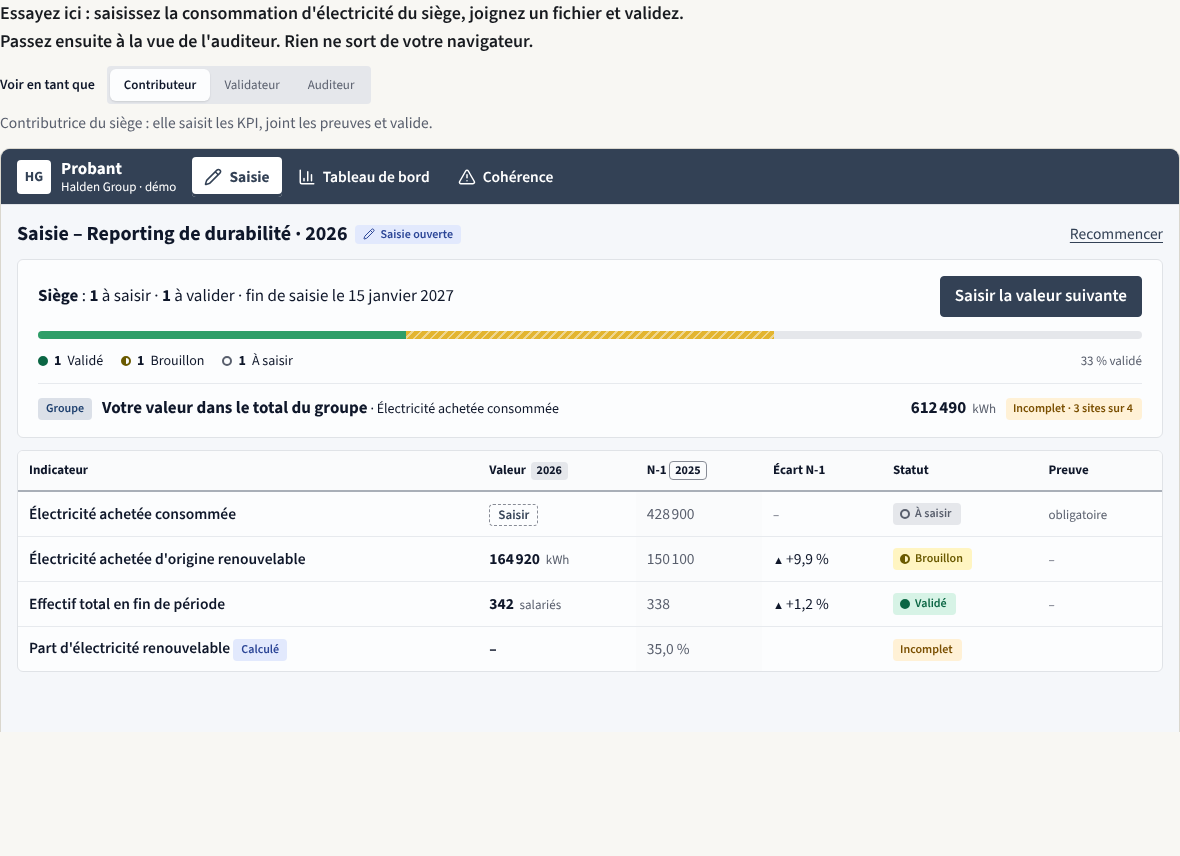 Essayez ici : saisissez la consommation d'électricité du siège, joignez un fichier et validez.
Passez ensuite à la vue de l'auditeur. Rien ne sort de votre navigateur.
Voir en tant que Contributeur Validateur Auditeur
Contributrice du siège : elle saisit les KPI, joint les preuves et valide.
HG Probant Saisie Tableau de bord Cohérence
Halden Group · démo
Saisie – Reporting de durabilité · 2026 Saisie ouverte Recommencer
Siège : 1 à saisir · 1 à valider · fin de saisie le 15 janvier 2027 Saisir la valeur suivante
1 Validé 1 Brouillon 1 À saisir 33 % validé
Groupe Votre valeur dans le total du groupe · Électricité achetée consommée 612 490 kWh Incomplet · 3 sites sur 4
Indicateur Valeur 2026 N-1 2025 Écart N-1 Statut Preuve
Électricité achetée consommée Saisir 428 900 – À saisir obligatoire
Électricité achetée d'origine renouvelable 164 920 kWh 150 100 ▲ +9,9 % Brouillon –
Effectif total en fin de période 342 salariés 338 ▲ +1,2 % Validé –
Part d'électricité renouvelable Calculé – 35,0 % Incomplet